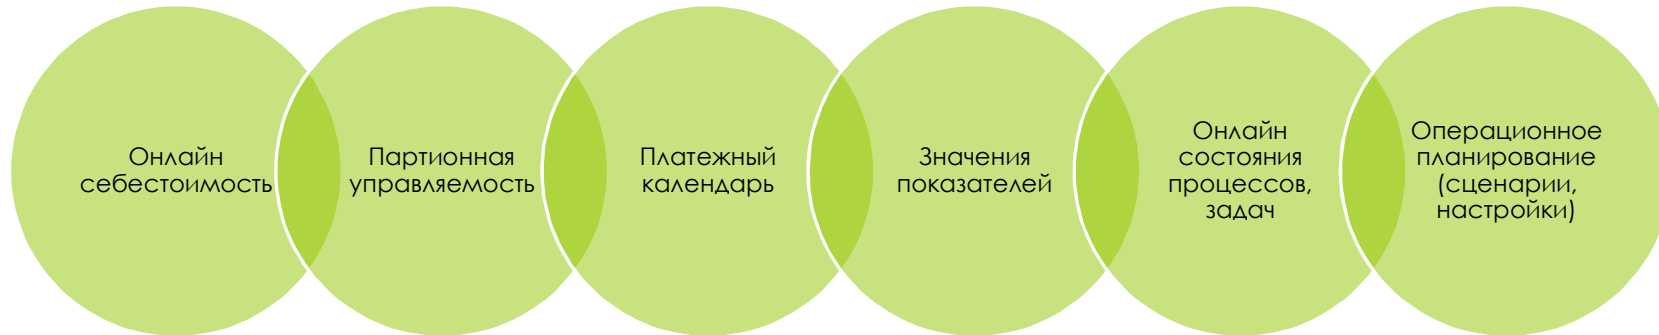 Онлайн
себестоимость
Партионная
управляемость
Платежный
календарь
Значения
показателей
Онлайн
состояния
процессов,
задач
Операционное
планирование
(сценарии,
настройки)